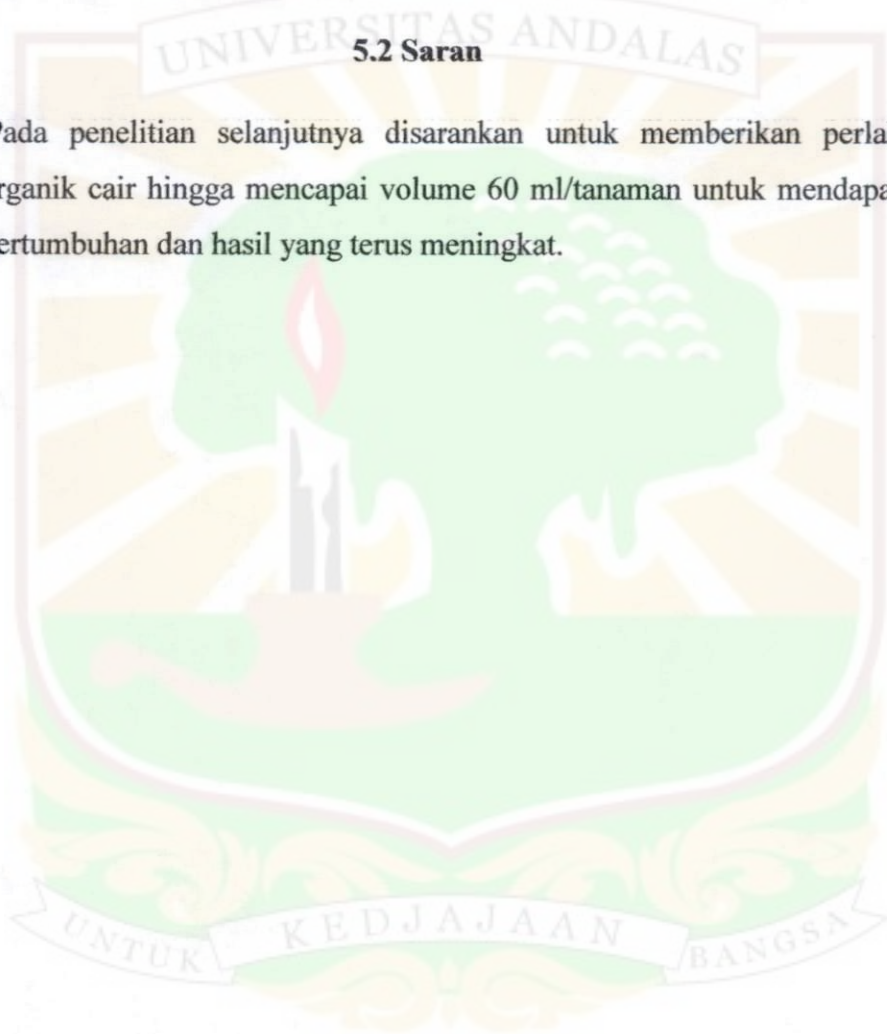 UNIVERSITAS ANDALAS
5.2 Saran
Pada penelitian selanjutnya disarankan untuk memberikan perla
rganik cair hingga mencapai volume 60 ml/tanaman untuk mendapa
ertumbuhan dan hasil yang terus meningkat.
UNTUK KEDJAJAAN BANGSA